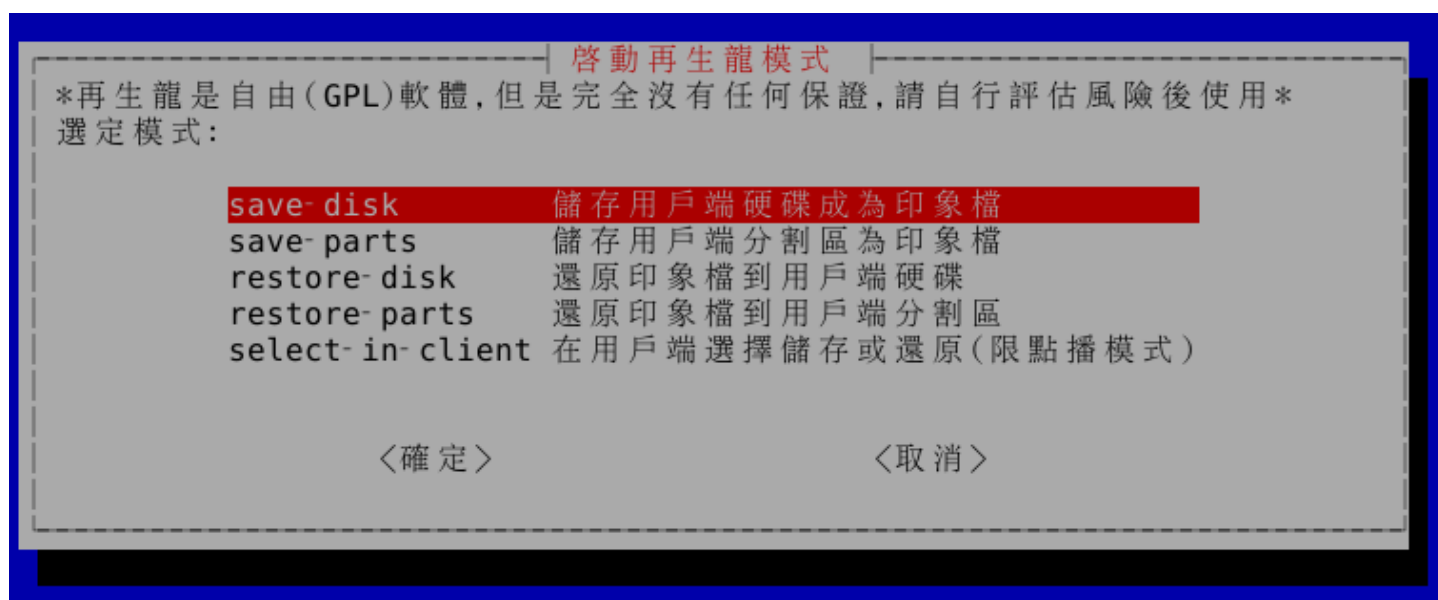 啓動再生龍模式
*再生龍是自由(GPL)軟體,但是完全沒有任何保證,請自行評估風險後使用*
選定模式:
save-disk 儲存用戶端硬碟成為印象檔
save-parts 儲存用戶端分割區為印象檔
restore-disk 還原印象檔到用戶端硬碟
restore-parts 還原印象檔到用戶端分割區
select-in-client 在用戶端選擇儲存或還原(限點播模式)
<確定> <取消>